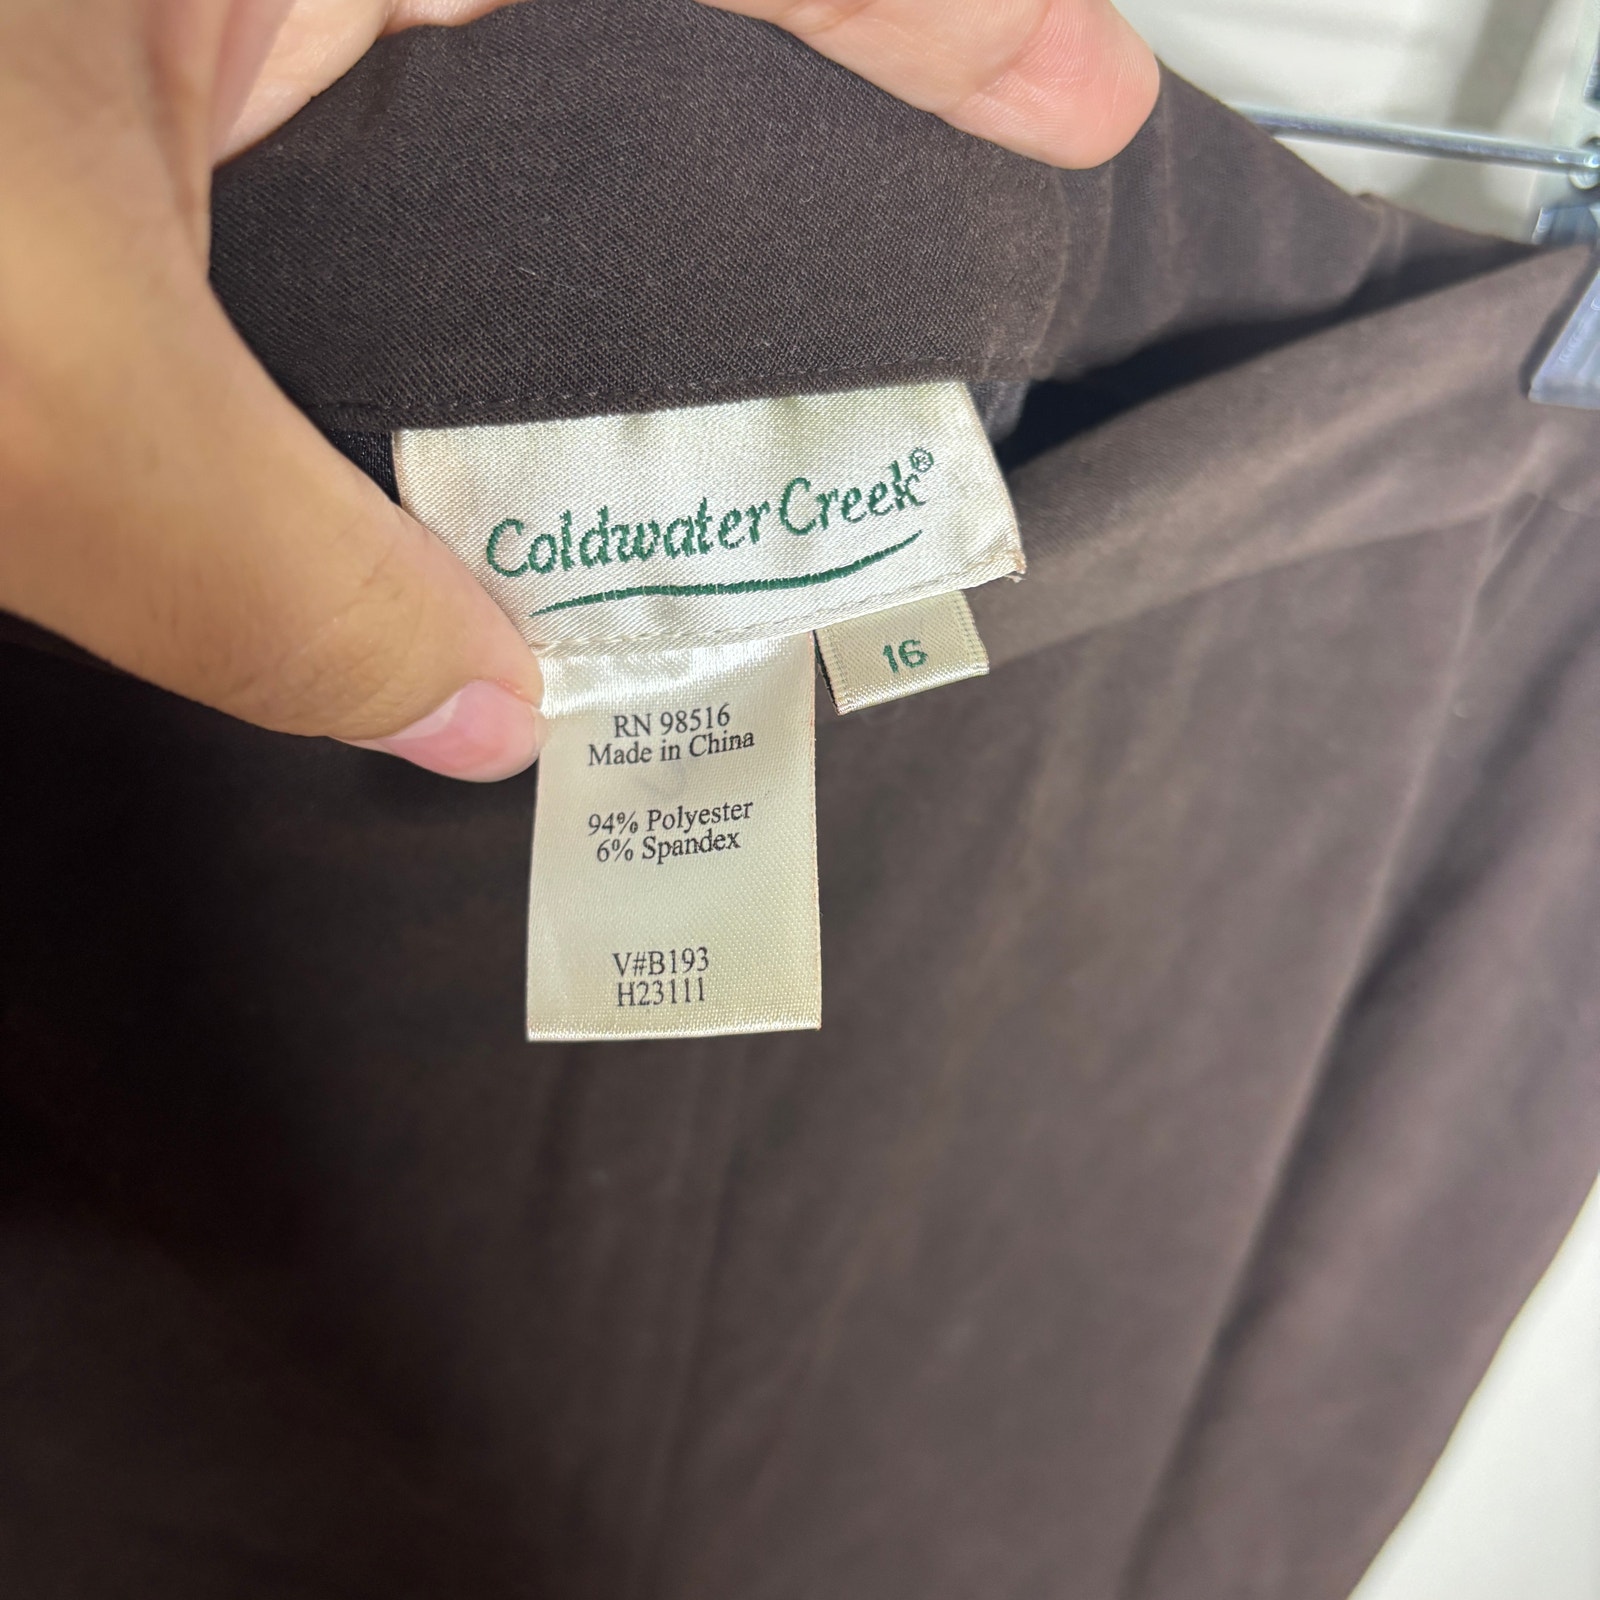 Coldwater Creek®
16
RN 98516
Made in China
94% Polyester
6% Spandex
V#B193
H23111